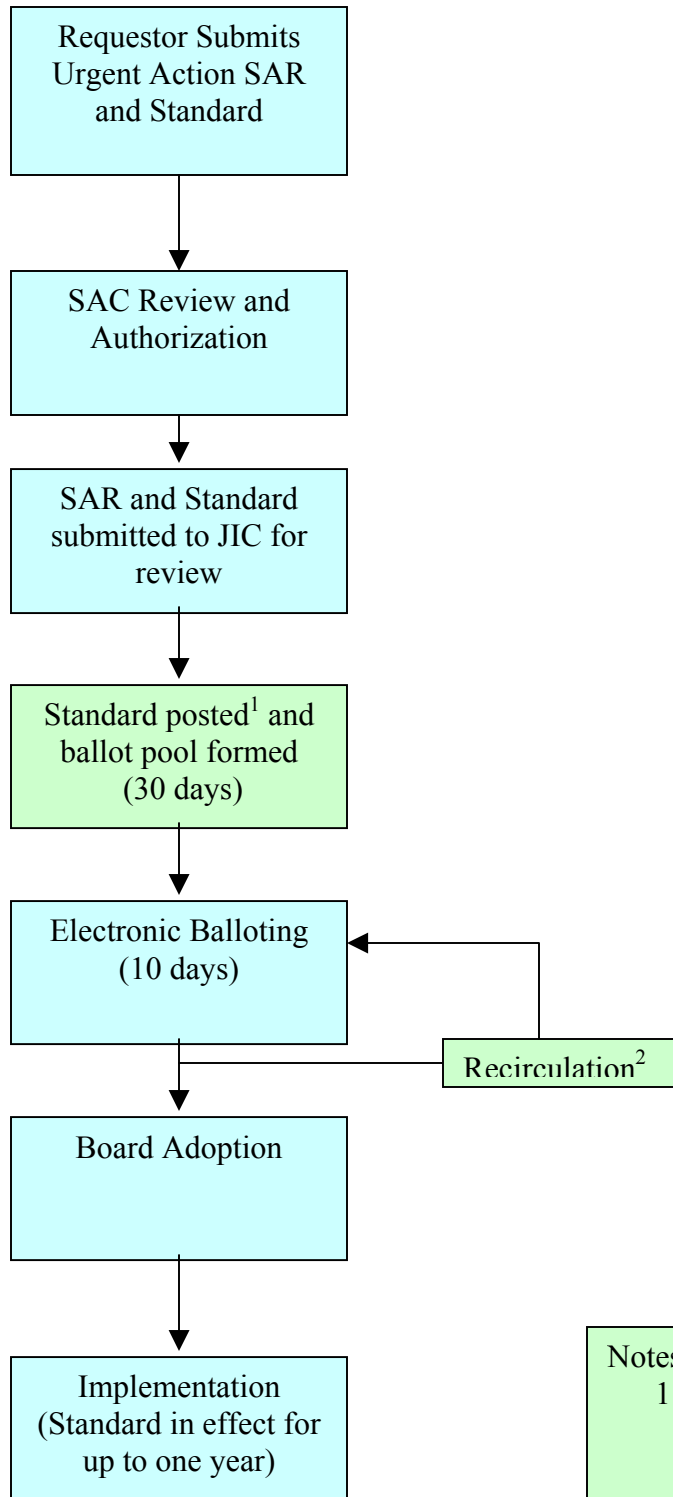 Requestor Submits
Urgent Action SAR
and Standard
SAC Review and
Authorization
SAR and Standard
submitted to JIC for
review
Standard posted¹ and
ballot pool formed
(30 days)
Electronic Balloting
(10 days)
Recirculation²
Board Adoption
Implementation
(Standard in effect for
up to one year)
Notes
1